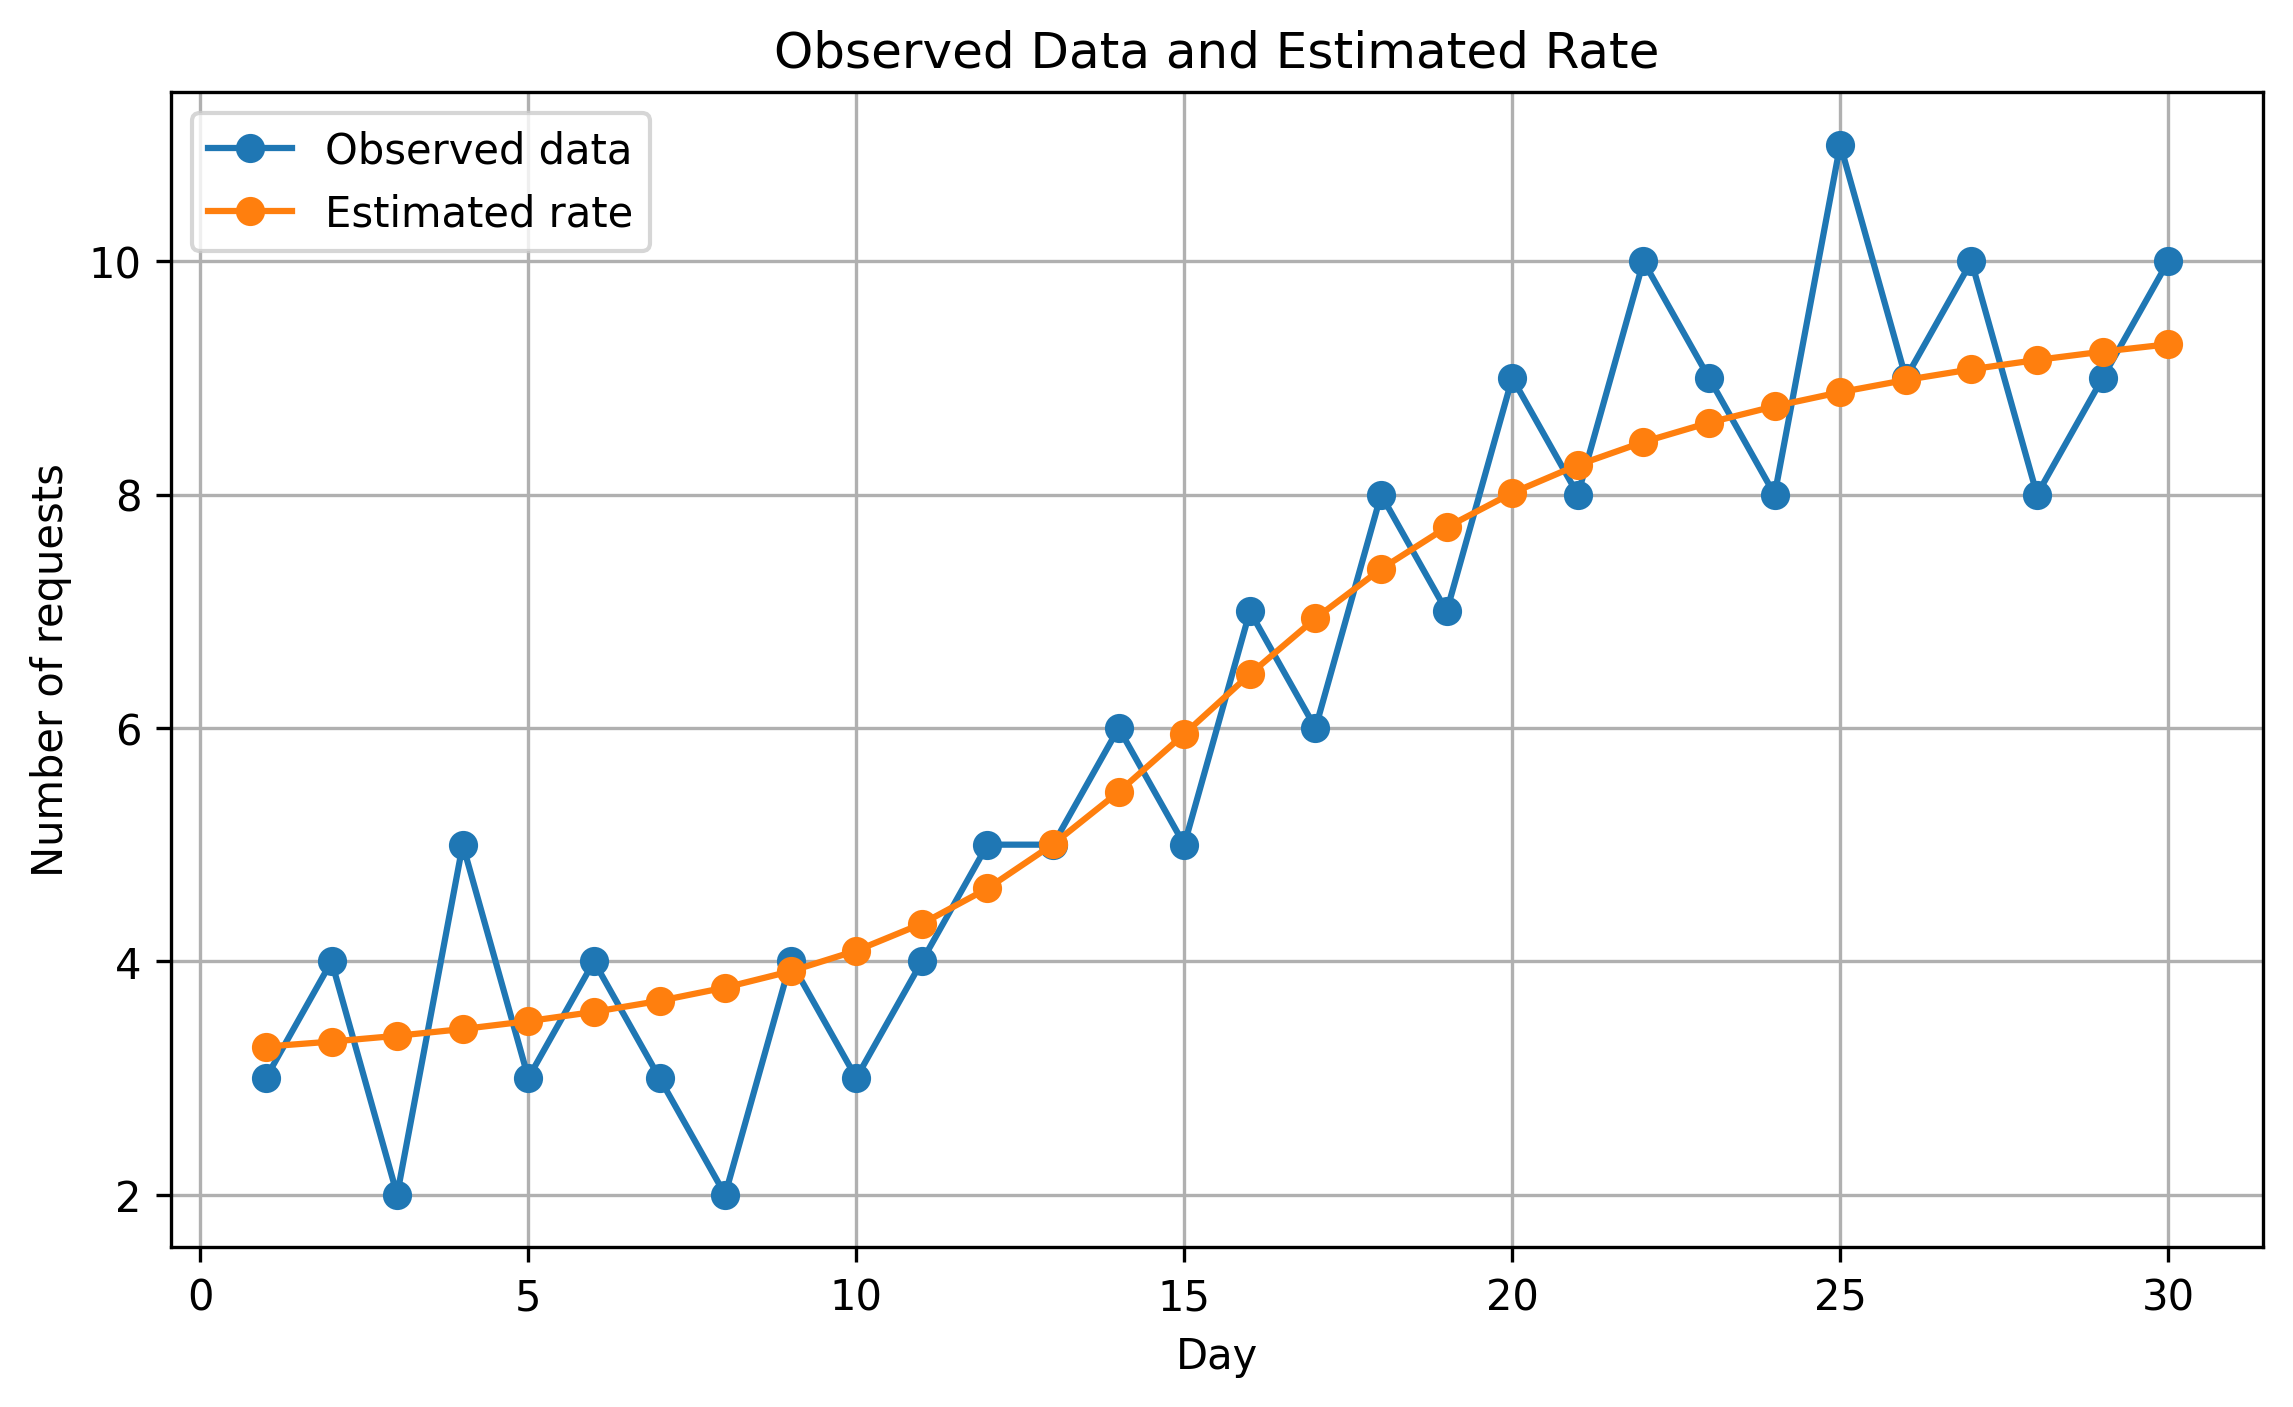 Observed Data and Estimated Rate
Observed data
Estimated rate
Number of requests
10
8
6
4
2
0 5 10 15 20 25 30
Day